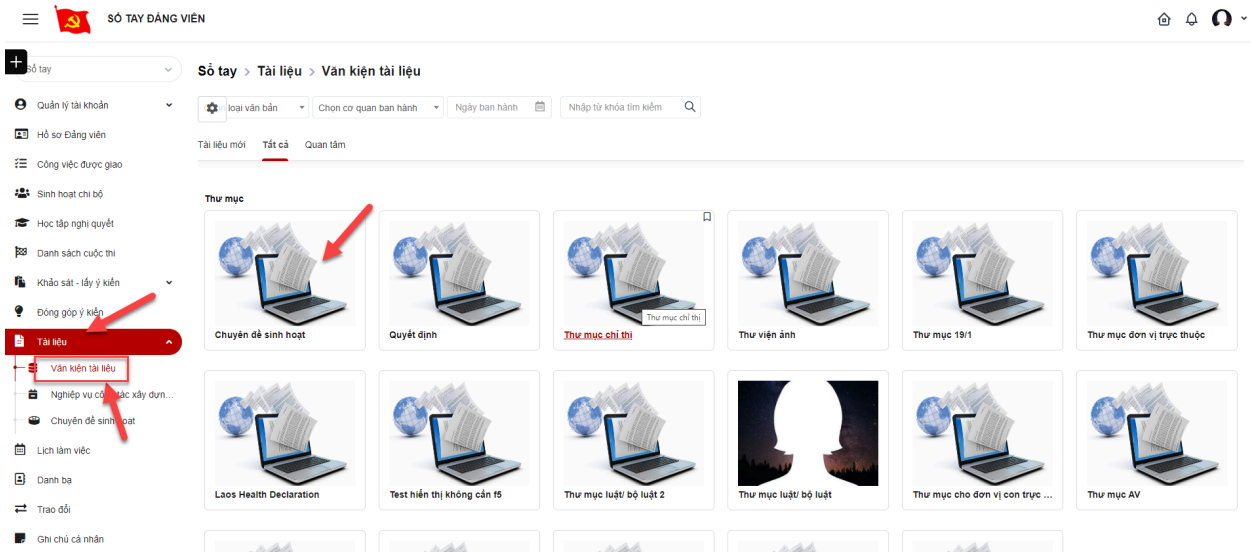 SỔ TAY ĐẢNG VIÊN
Sổ tay
Quản lý tài khoản
Hồ sơ Đảng viên
Công việc được giao
Sinh hoạt chi bộ
Học tập nghị quyết
Danh sách cuộc thi
Khảo sát - lấy ý kiến
Đóng góp ý kiến
Tài liệu
Văn kiện tài liệu
Nghiệp vụ công tác xây dựn...
Chuyên đề sinh hoạt
Lịch làm việc
Danh bạ
Trao đổi
Ghi chú cá nhân
Sổ tay > Tài liệu > Văn kiện tài liệu
loại văn bản Chọn cơ quan ban hành Ngày ban hành Nhập từ khóa tìm kiếm
Tài liệu mới Tất cả Quan tâm
Thư mục
Thư mục chỉ thị
Chuyên đề sinh hoạt Quyết định Thư mục chỉ thị Thư viện ảnh Thư mục 19/1 Thư mục đơn vị trực thuộc
Laos Health Declaration Test hiển thị không cần f5 Thư mục luật/ bộ luật 2 Thư mục luật/ bộ luật Thư mục cho đơn vị con trực ... Thư mục AV